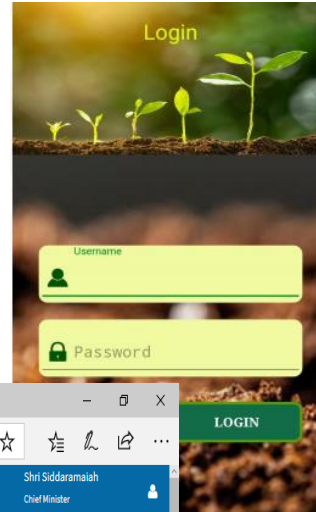 Login
Username
Password
LOGIN
Shri Siddaramaiah
Chief Minister